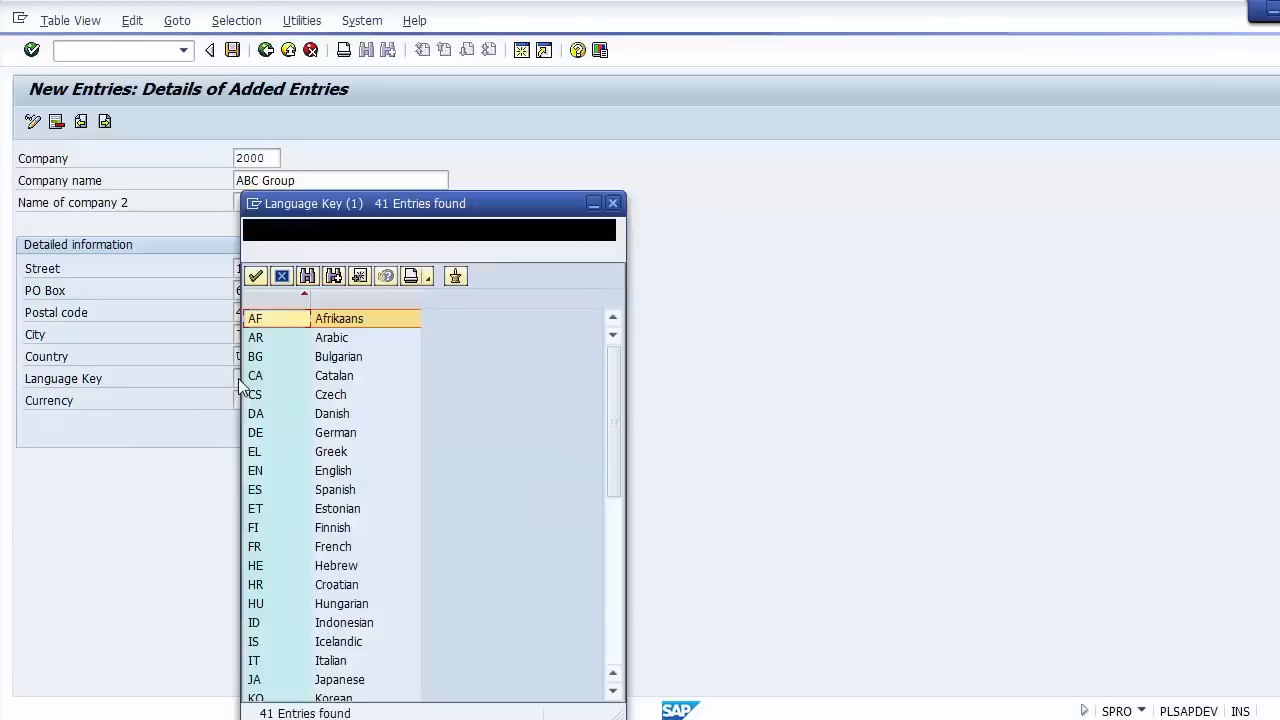 Table View Edit Goto Selection Utilities System Help
New Entries: Details of Added Entries
Company 2000
Company name ABC Group
Name of company 2
Detailed information
Street
PO Box
Postal code
City
Country
Language Key
Currency
Language Key (1) 41 Entries found
AF Afrikaans
AR Arabic
BG Bulgarian
CA Catalan
CS Czech
DA Danish
DE German
EL Greek
EN English
ES Spanish
ET Estonian
FI Finnish
FR French
HE Hebrew
HR Croatian
HU Hungarian
ID Indonesian
IS Icelandic
IT Italian
JA Japanese
KO Korean
41 Entries found
SAP SPRO PLSAPDEV INS